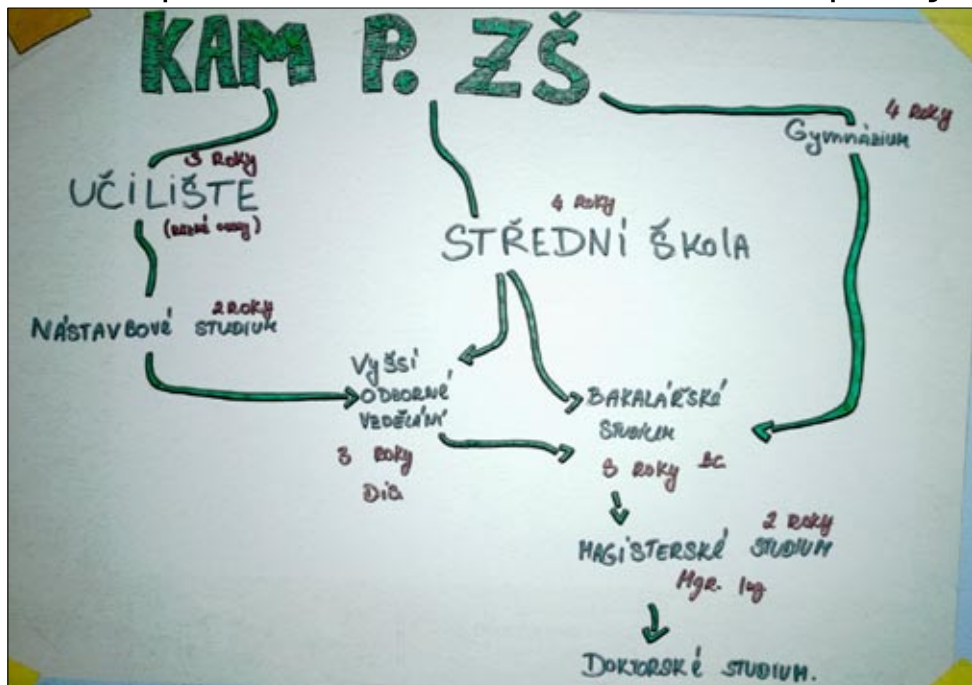 KAM P. ZŠ
3 Roky
UČILIŠTE
4 Roky
Gymnázium
4 Roky
STŘEDNÍ ŠKOLA
2 ROKY
NÁSTAVBOVÉ STUDIUM
VYŠSÍ
ODBORNÉ
VZDĚLÁNÍ
3 ROKY
Dis
BAKALÁŘSKÉ
STUDIUM
3 ROKY BC.
2 ROKY
MAGISTERSKÉ STUDIUM
Mgr. Ing
DOKTORSKÉ STUDIUM.